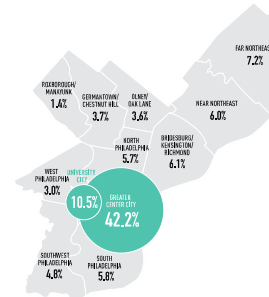 FAR NORTHEAST
7.2%
ROXBOROUGH/
MANAYUNK
1.4%
GERMANTOWN/
CHESTNUT HILL
3.7%
OLNEY/
OAK LANE
3.6%
NEAR NORTHEAST
6.0%
NORTH
PHILADELPHIA
5.7%
BRIDESBURG/
KENSINGTON/
RICHMOND
6.1%
WEST
PHILADELPHIA
3.0%
UNIVERSITY
CITY
10.5%
GREATER
CENTER CITY
42.2%
SOUTHWEST
PHILADELPHIA
4.8%
SOUTH
PHILADELPHIA
5.8%